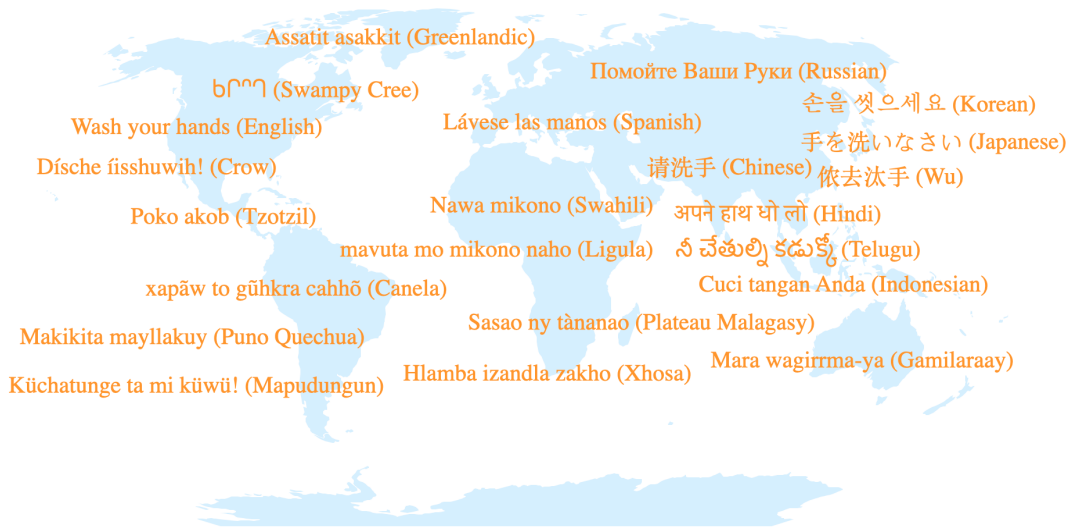 Assatit asakkit (Greenlandic)
Помойте Ваши Руки (Russian)
ᑲᒋᐢᒉ (Swampy Cree)
손을 씻으세요 (Korean)
Wash your hands (English)
Lávese las manos (Spanish)
手を洗いなさい (Japanese)
Dísche íisshuwih! (Crow)
请洗手 (Chinese)
侬去汰手 (Wu)
Poko akob (Tzotzil)
Nawa mikono (Swahili)
अपने हाथ धो लो (Hindi)
mavuta mo mikono naho (Ligula)
నీ చేతుల్ని కడుక్కో (Telugu)
xapãw to gũhkra cahhõ (Canela)
Cuci tangan Anda (Indonesian)
Makikita mayllakuy (Puno Quechua)
Sasao ny tànanao (Plateau Malagasy)
Mara wagirrma-ya (Gamilaraay)
Küchatunge ta mi küwü! (Mapudungun)
Hlamba izandla zakho (Xhosa)